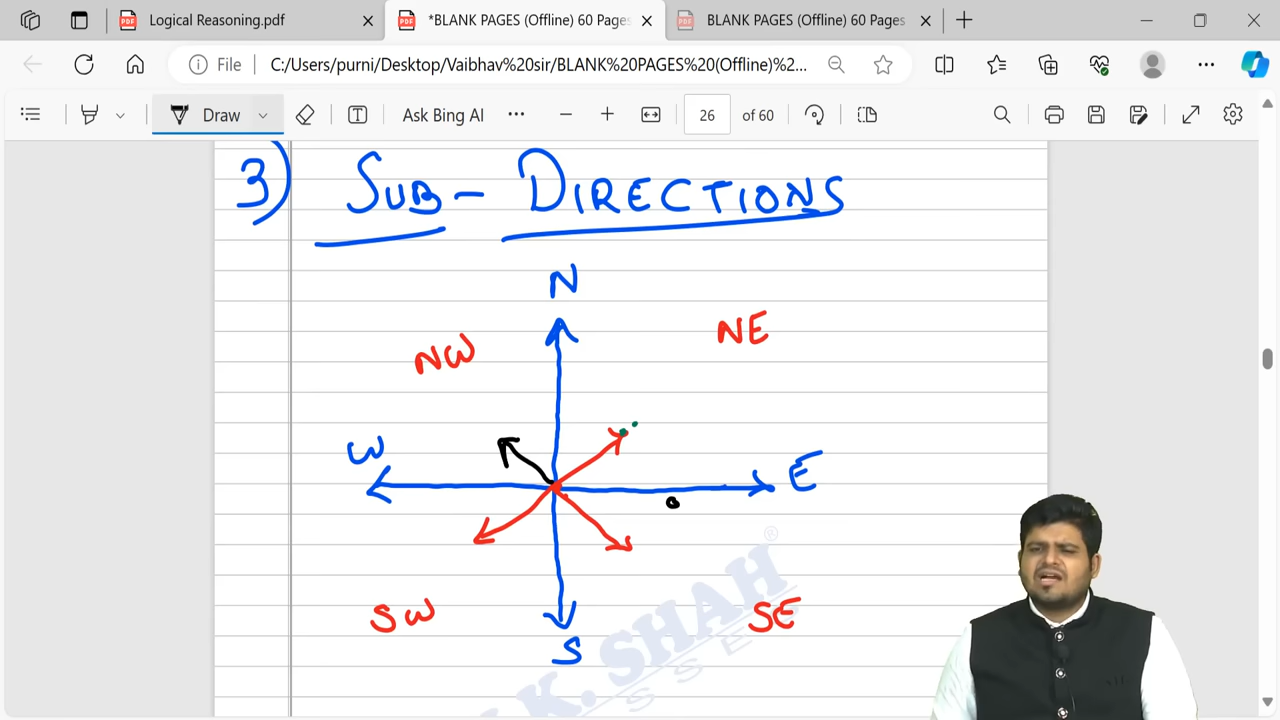 Logical Reasoning.pdf
*BLANK PAGES (Offline) 60 Pages
BLANK PAGES (Offline) 60 Pages
File
C:/Users/purni/Desktop/Vaibhav%20sir/BLANK%20PAGES%20(Offline)%2...
Draw
Ask Bing AI
26 of 60
3) SUB - DIRECTIONS
N
NW
NE
W
E
SW
SE
S
K. SHAH